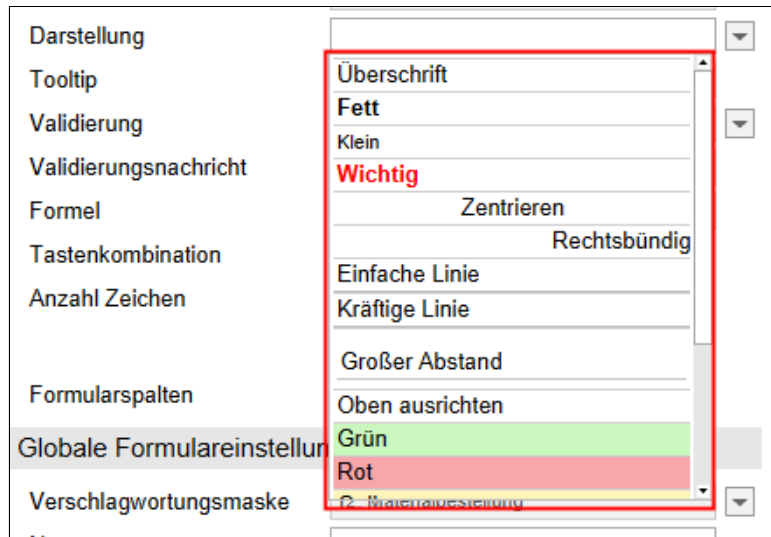 Darstellung
Tooltip
Validierung
Validierungsnachricht
Formel
Tastenkombination
Anzahl Zeichen
Formularspalten
Globale Formulareinstellun
Verschlagwortungsmaske
Überschrift
Fett
Klein
Wichtig
Zentrieren
Rechtsbündig
Einfache Linie
Kräftige Linie
Großer Abstand
Oben ausrichten
Grün
Rot
Materialbestellung